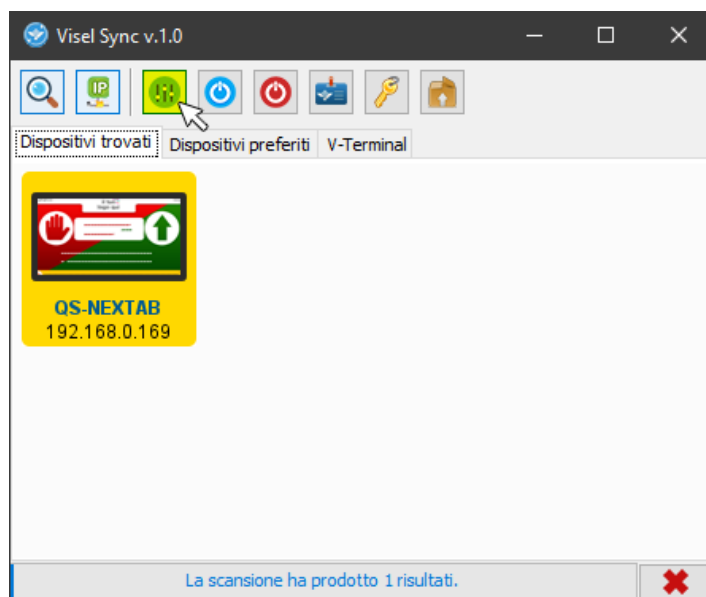 Visel Sync v.1.0
IP
Dispositivi trovati
Dispositivi preferiti
V-Terminal
QS-NEXTAB
192.168.0.169
La scansione ha prodotto 1 risultati.